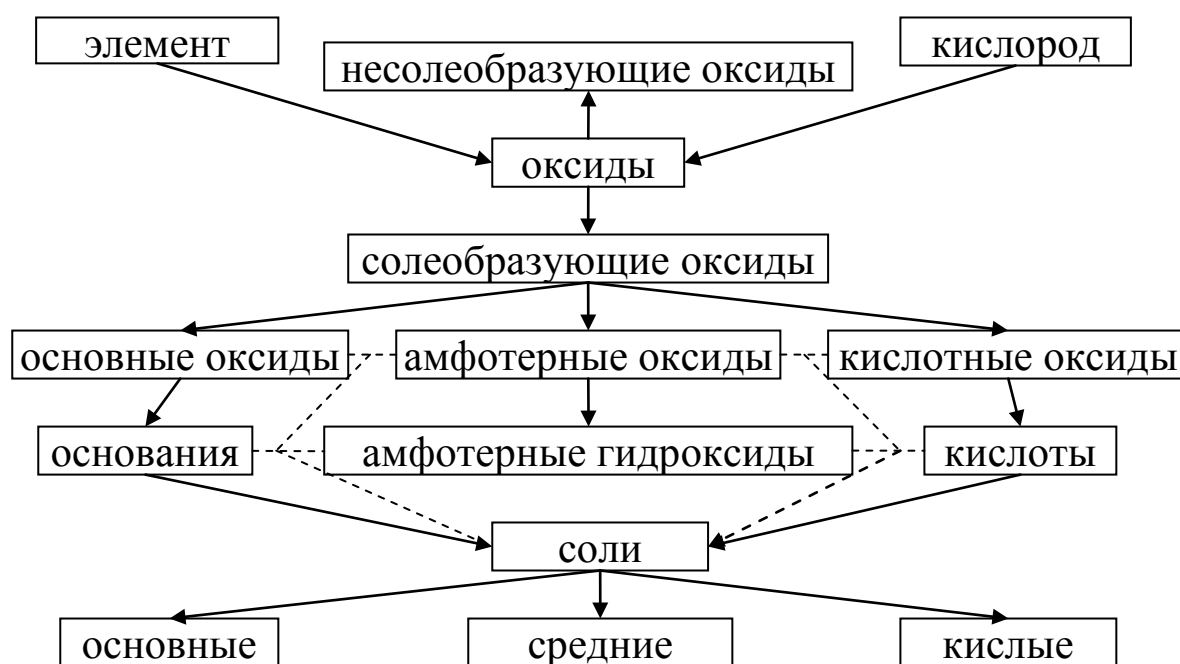 элемент
кислород
несолеобразующие оксиды
оксиды
солеобразующие оксиды
основные оксиды
амфотерные оксиды
кислотные оксиды
основания
амфотерные гидроксиды
кислоты
соли
основные
средние
кислые